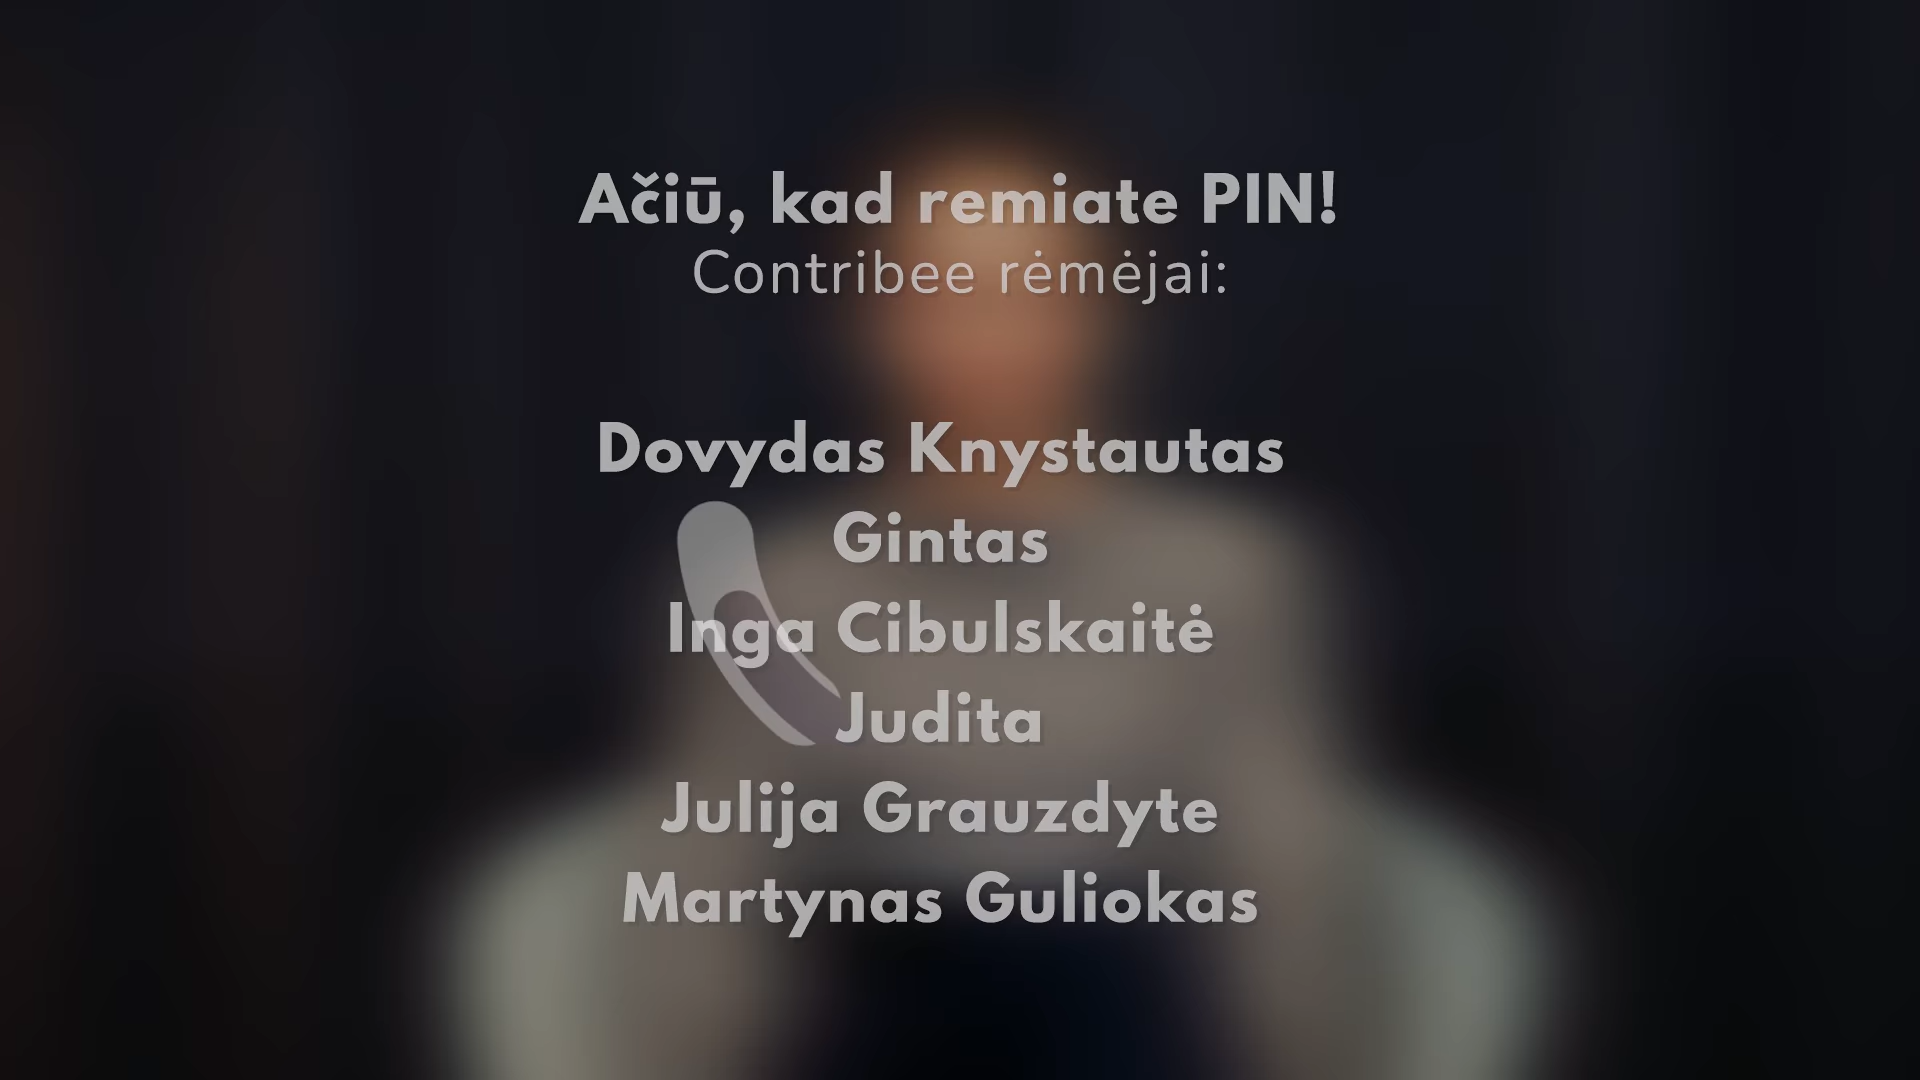 Ačiū, kad remiate PIN!
Contribee rėmėjai:
Dovydas Knystautas
Gintas
Inga Cibulskaitė
Judita
Julija Grauzdyte
Martynas Guliokas